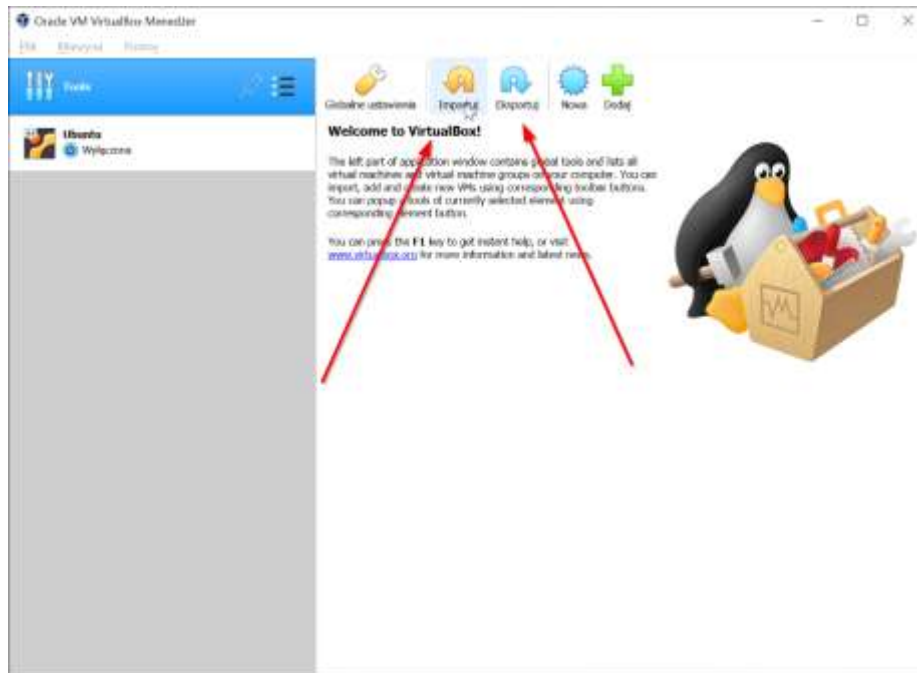 Oracle VM VirtualBox Menedżer
Plik Maszyna Pomoc
Tools
Globalne ustawienia Importuj Eksportuj Nowa Dodaj
Ubuntu
Wyłączona
Welcome to VirtualBox!
The left part of application window contains global tools and lists all
virtual machines and virtual machine groups on your computer. You can
import, add and create new VMs using corresponding toolbar buttons.
You can popup a tools of currently selected element using
corresponding element button.
You can press the F1 key to get instant help, or visit
www.virtualbox.org for more information and latest news.